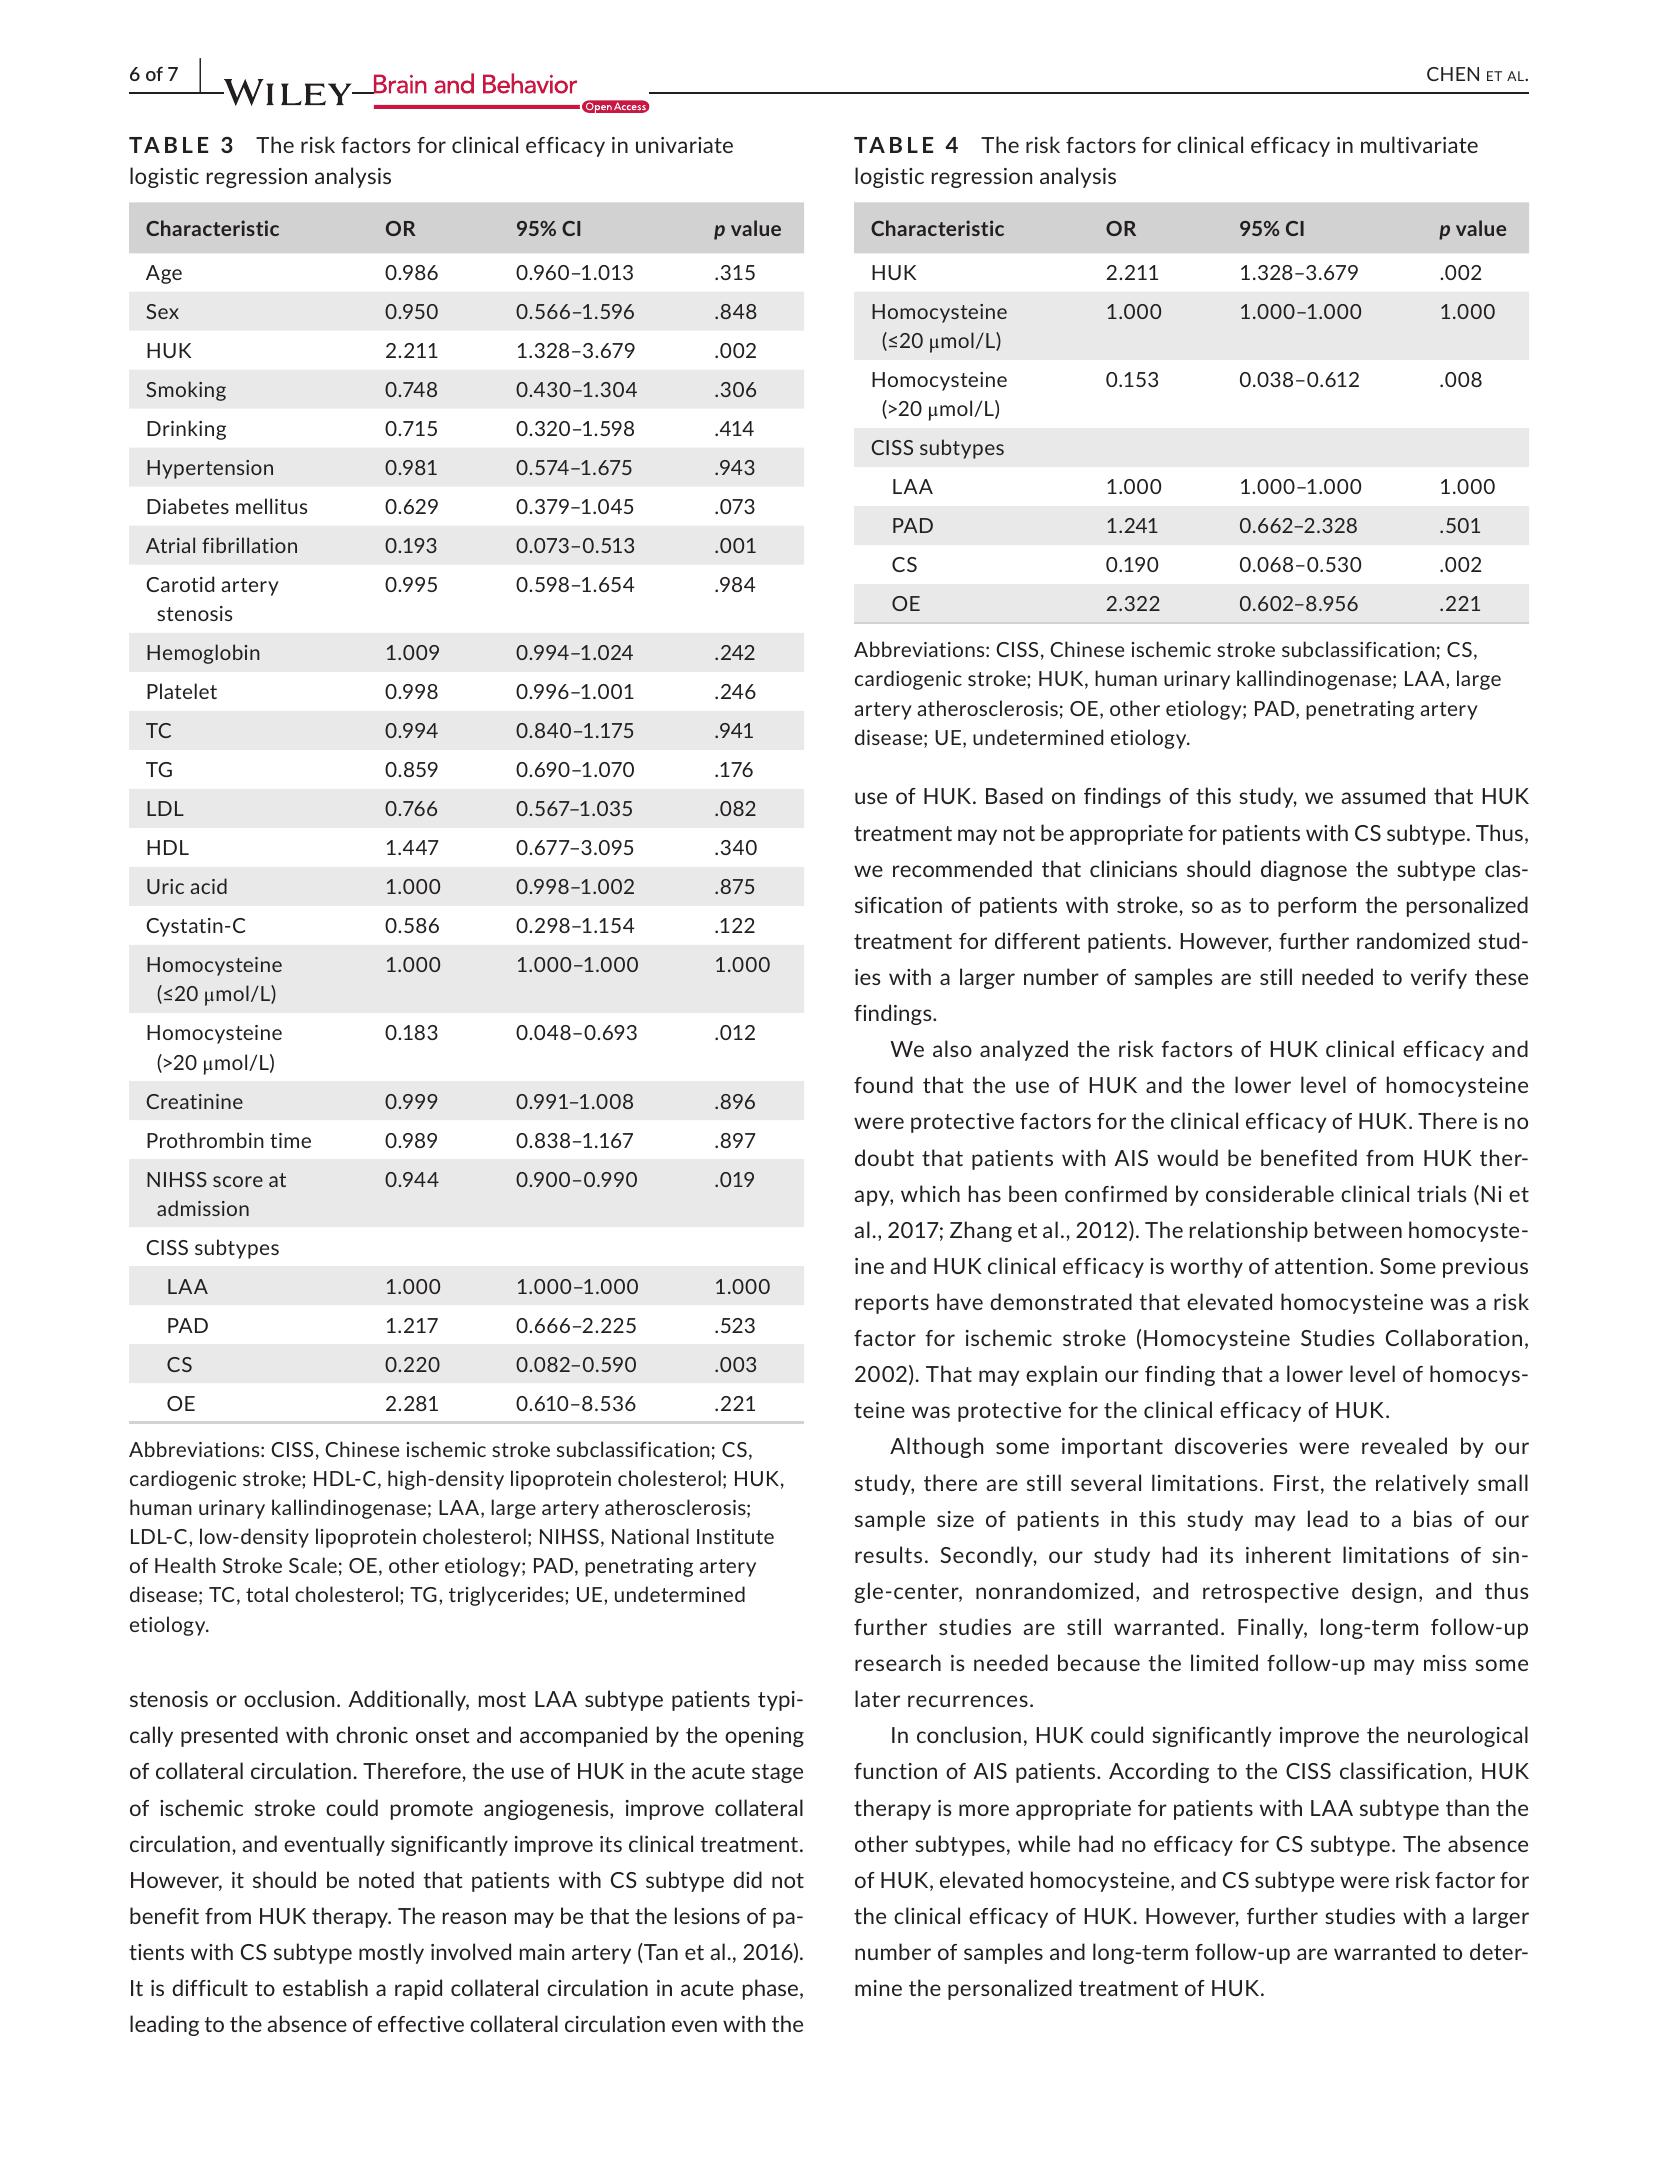 6 of 7
WILEY
Brain and Behavior
Open Access
CHEN ET AL.
TABLE 3 The risk factors for clinical efficacy in univariate
logistic regression analysis
Characteristic OR 95% CI p value
Age 0.986 0.960–1.013 .315
Sex 0.950 0.566–1.596 .848
HUK 2.211 1.328–3.679 .002
Smoking 0.748 0.430–1.304 .306
Drinking 0.715 0.320–1.598 .414
Hypertension 0.981 0.574–1.675 .943
Diabetes mellitus 0.629 0.379–1.045 .073
Atrial fibrillation 0.193 0.073–0.513 .001
Carotid artery 0.995 0.598–1.654 .984
stenosis
Hemoglobin 1.009 0.994–1.024 .242
Platelet 0.998 0.996–1.001 .246
TC 0.994 0.840–1.175 .941
TG 0.859 0.690–1.070 .176
LDL 0.766 0.567–1.035 .082
HDL 1.447 0.677–3.095 .340
Uric acid 1.000 0.998–1.002 .875
Cystatin-C 0.586 0.298–1.154 .122
Homocysteine 1.000 1.000–1.000 1.000
(≤20 μmol/L)
Homocysteine 0.183 0.048–0.693 .012
(>20 μmol/L)
Creatinine 0.999 0.991–1.008 .896
Prothrombin time 0.989 0.838–1.167 .897
NIHSS score at 0.944 0.900–0.990 .019
admission
CISS subtypes
LAA 1.000 1.000–1.000 1.000
PAD 1.217 0.666–2.225 .523
CS 0.220 0.082–0.590 .003
OE 2.281 0.610–8.536 .221
Abbreviations: CISS, Chinese ischemic stroke subclassification; CS,
cardiogenic stroke; HDL-C, high-density lipoprotein cholesterol; HUK,
human urinary kallindinogenase; LAA, large artery atherosclerosis;
LDL-C, low-density lipoprotein cholesterol; NIHSS, National Institute
of Health Stroke Scale; OE, other etiology; PAD, penetrating artery
disease; TC, total cholesterol; TG, triglycerides; UE, undetermined
etiology.
stenosis or occlusion. Additionally, most LAA subtype patients typi-
cally presented with chronic onset and accompanied by the opening
of collateral circulation. Therefore, the use of HUK in the acute stage
of ischemic stroke could promote angiogenesis, improve collateral
circulation, and eventually significantly improve its clinical treatment.
However, it should be noted that patients with CS subtype did not
benefit from HUK therapy. The reason may be that the lesions of pa-
tients with CS subtype mostly involved main artery (Tan et al., 2016).
It is difficult to establish a rapid collateral circulation in acute phase,
leading to the absence of effective collateral circulation even with the
TABLE 4 The risk factors for clinical efficacy in multivariate
logistic regression analysis
Characteristic OR 95% CI p value
HUK 2.211 1.328–3.679 .002
Homocysteine 1.000 1.000–1.000 1.000
(≤20 μmol/L)
Homocysteine 0.153 0.038–0.612 .008
(>20 μmol/L)
CISS subtypes
LAA 1.000 1.000–1.000 1.000
PAD 1.241 0.662–2.328 .501
CS 0.190 0.068–0.530 .002
OE 2.322 0.602–8.956 .221
Abbreviations: CISS, Chinese ischemic stroke subclassification; CS,
cardiogenic stroke; HUK, human urinary kallindinogenase; LAA, large
artery atherosclerosis; OE, other etiology; PAD, penetrating artery
disease; UE, undetermined etiology.
use of HUK. Based on findings of this study, we assumed that HUK
treatment may not be appropriate for patients with CS subtype. Thus,
we recommended that clinicians should diagnose the subtype clas-
sification of patients with stroke, so as to perform the personalized
treatment for different patients. However, further randomized stud-
ies with a larger number of samples are still needed to verify these
findings.
We also analyzed the risk factors of HUK clinical efficacy and
found that the use of HUK and the lower level of homocysteine
were protective factors for the clinical efficacy of HUK. There is no
doubt that patients with AIS would be benefited from HUK ther-
apy, which has been confirmed by considerable clinical trials (Ni et
al., 2017; Zhang et al., 2012). The relationship between homocyste-
ine and HUK clinical efficacy is worthy of attention. Some previous
reports have demonstrated that elevated homocysteine was a risk
factor for ischemic stroke (Homocysteine Studies Collaboration,
2002). That may explain our finding that a lower level of homocys-
teine was protective for the clinical efficacy of HUK.
Although some important discoveries were revealed by our
study, there are still several limitations. First, the relatively small
sample size of patients in this study may lead to a bias of our
results. Secondly, our study had its inherent limitations of sin-
gle-center, nonrandomized, and retrospective design, and thus
further studies are still warranted. Finally, long-term follow-up
research is needed because the limited follow-up may miss some
later recurrences.
In conclusion, HUK could significantly improve the neurological
function of AIS patients. According to the CISS classification, HUK
therapy is more appropriate for patients with LAA subtype than the
other subtypes, while had no efficacy for CS subtype. The absence
of HUK, elevated homocysteine, and CS subtype were risk factor for
the clinical efficacy of HUK. However, further studies with a larger
number of samples and long-term follow-up are warranted to deter-
mine the personalized treatment of HUK.